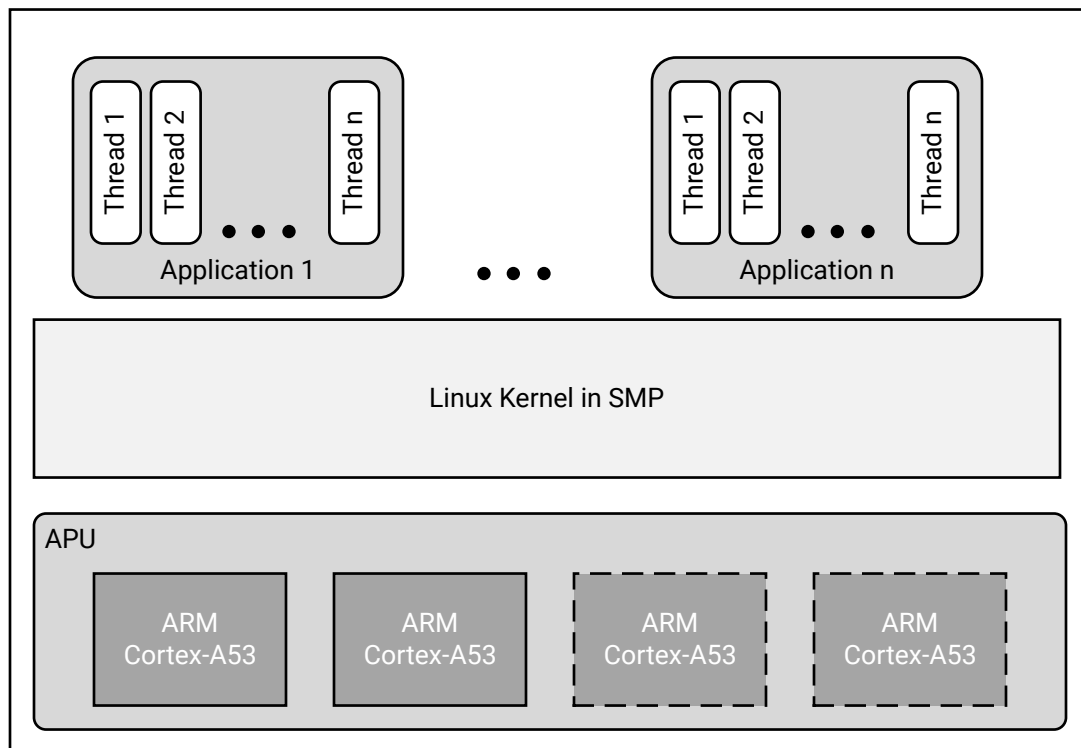 Thread 1
Thread 2
Thread n
Application 1
Thread 1
Thread 2
Thread n
Application n
Linux Kernel in SMP
APU
ARM
Cortex-A53
ARM
Cortex-A53
ARM
Cortex-A53
ARM
Cortex-A53